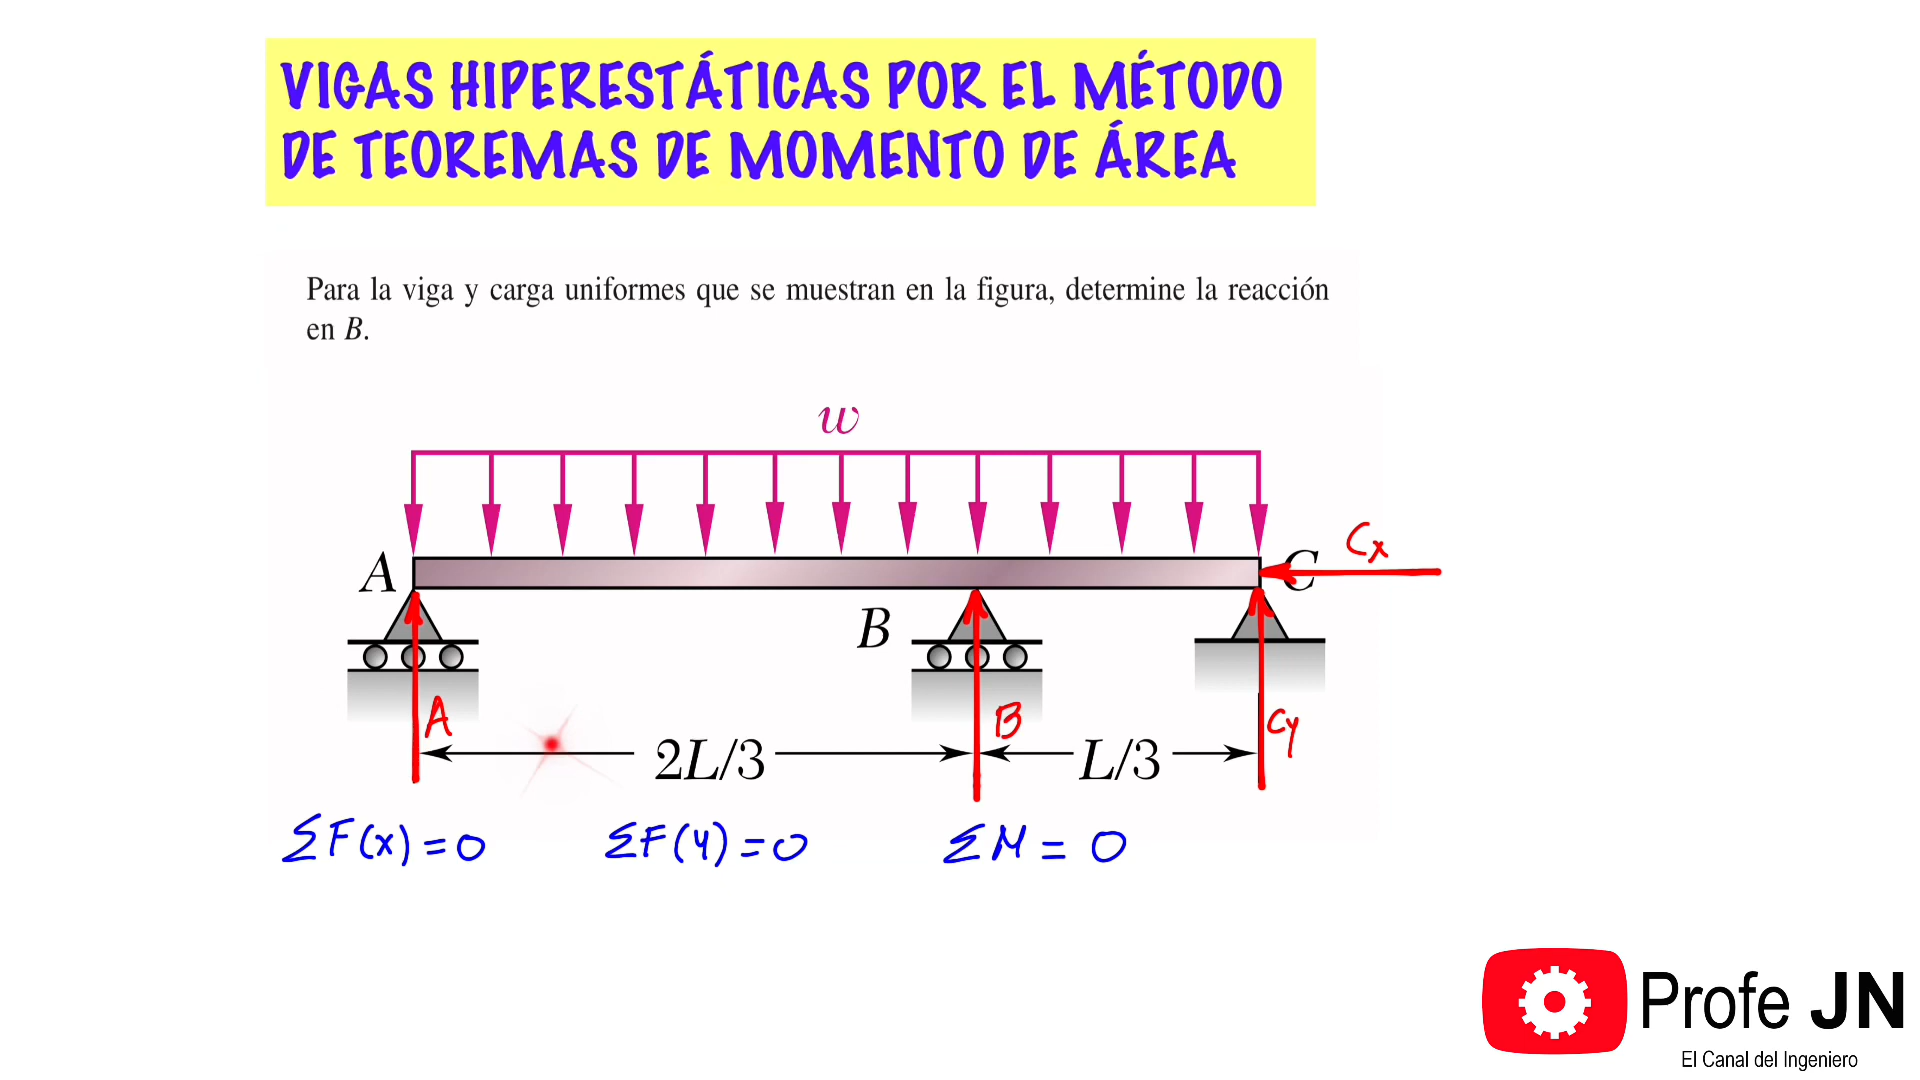 VIGAS HIPERESTÁTICAS POR EL MÉTODO
DE TEOREMAS DE MOMENTO DE ÁREA
Para la viga y carga uniformes que se muestran en la figura, determine la reacción
en B.
w
A
C
Cx
B
A
B
Cy
2L/3
L/3
ΣF(x)=0
ΣF(y)=0
ΣM=0
Profe JN
El Canal del Ingeniero